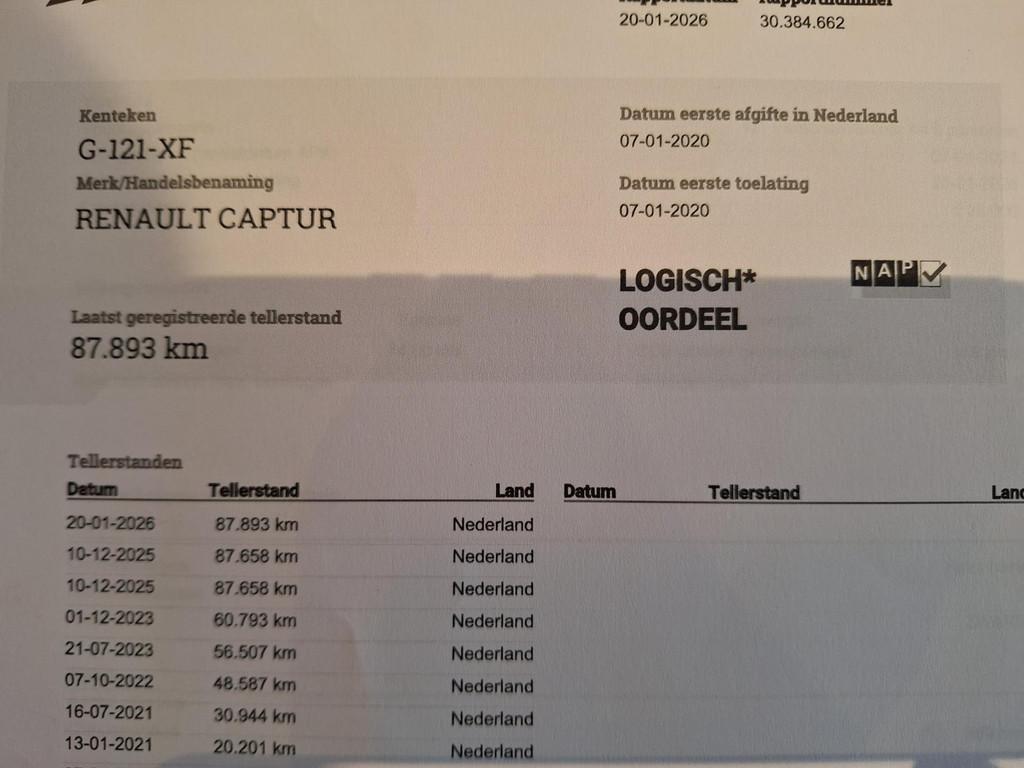 20-01-2026 30.384.662
Kenteken
G-121-XF
Merk/Handelsbenaming
RENAULT CAPTUR
Datum eerste afgifte in Nederland
07-01-2020
Datum eerste toelating
07-01-2020
LOGISCH*
OORDEEL
NAP
Laatst geregistreerde tellerstand
87.893 km
Tellerstanden
Datum Tellerstand Land Datum Tellerstand Land
20-01-2026 87.893 km Nederland
10-12-2025 87.658 km Nederland
10-12-2025 87.658 km Nederland
01-12-2023 60.793 km Nederland
21-07-2023 56.507 km Nederland
07-10-2022 48.587 km Nederland
16-07-2021 30.944 km Nederland
13-01-2021 20.201 km Nederland